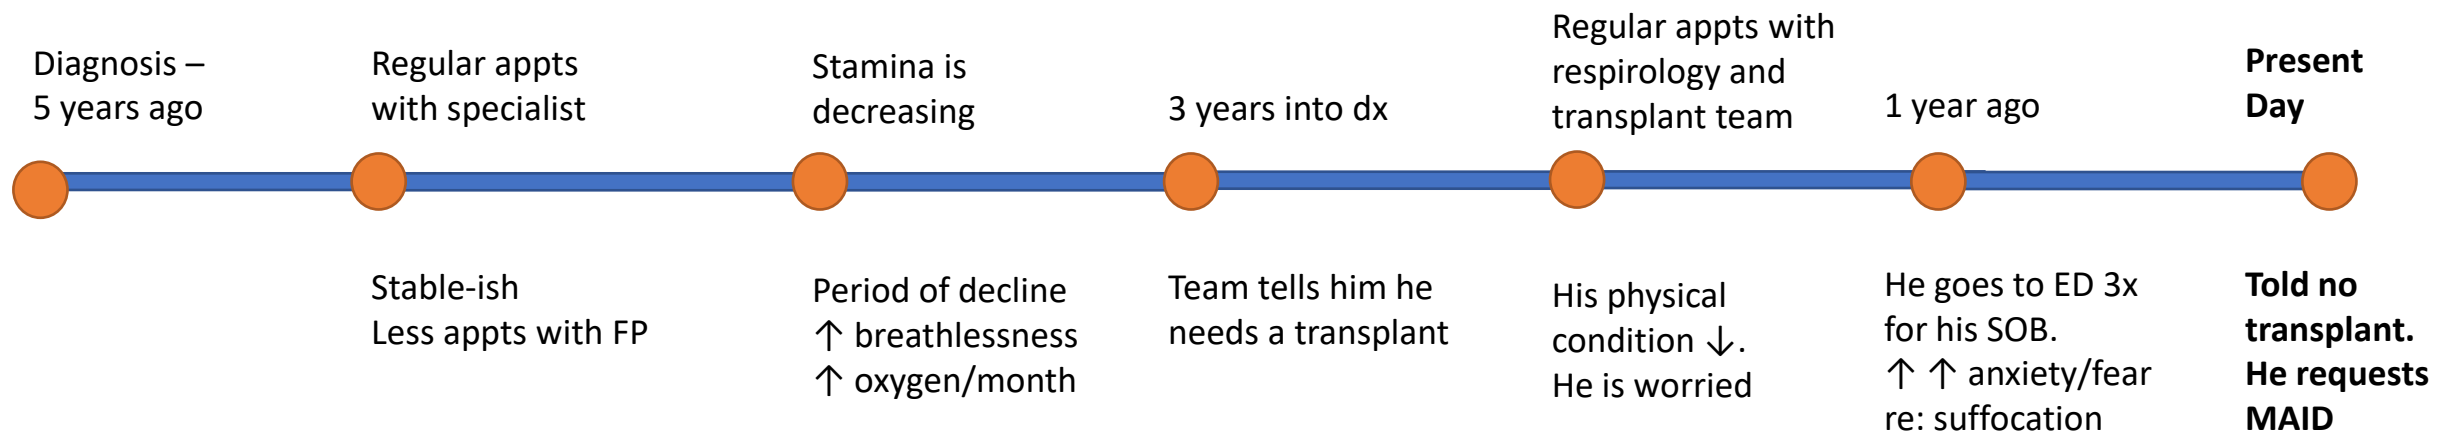 Diagnosis –
5 years ago
Regular appts
with specialist
Stable-ish
Less appts with FP
Stamina is
decreasing
Period of decline
↑ breathlessness
↑ oxygen/month
3 years into dx
Team tells him he
needs a transplant
Regular appts with
respirology and
transplant team
His physical
condition ↓.
He is worried
1 year ago
He goes to ED 3x
for his SOB.
↑ ↑ anxiety/fear
re: suffocation
Present
Day
Told no
transplant.
He requests
MAID